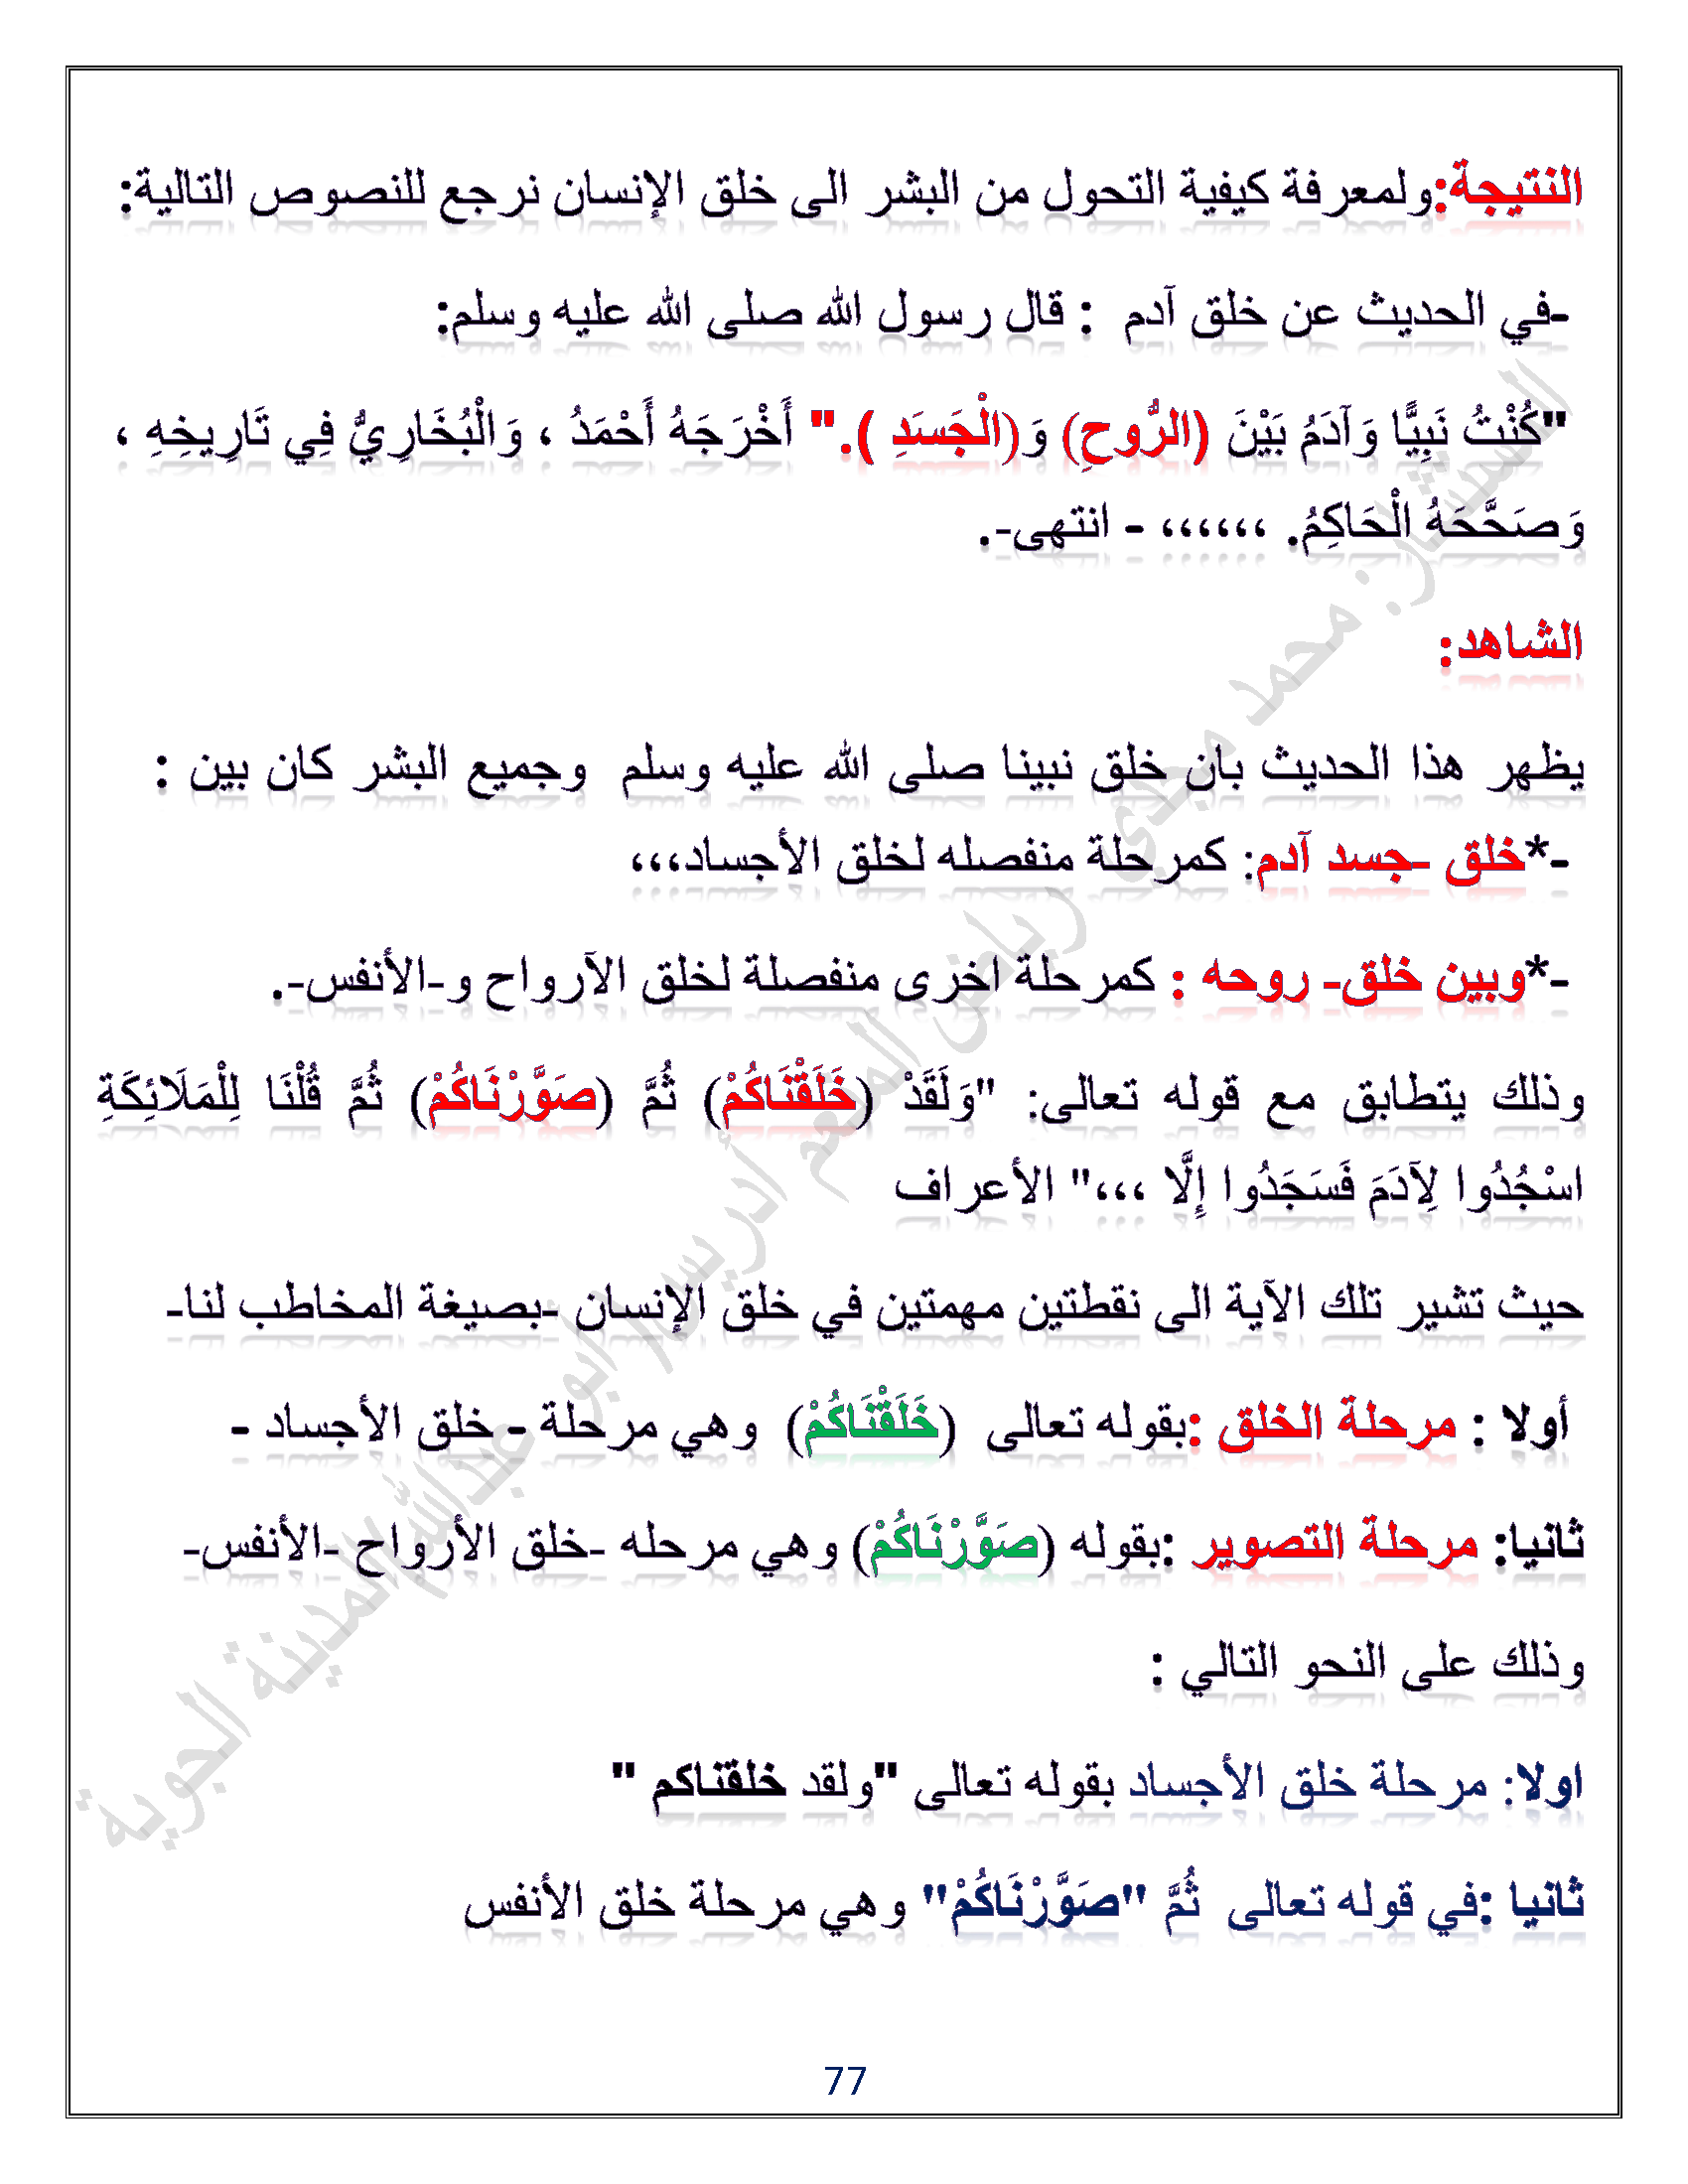 النتيجة:ولمعرفة كيفية التحول من البشر الى خلق الإنسان نرجع للنصوص التالية:
-في الحديث عن خلق آدم : قال رسول الله صلى الله عليه وسلم:
"كُنْتُ نَبِيًّا وَآدَمُ بَيْنَ (الرُّوحِ) وَ(الْجَسَدِ )." أَخْرَجَهُ أَحْمَدُ ، وَالْبُخَارِيُّ فِي تَارِيخِهِ ،
وَصَحَّحَهُ الْحَاكِمُ. ،،،،،، - انتهى-.
الشاهد:
يظهر هذا الحديث بان خلق نبينا صلى الله عليه وسلم وجميع البشر كان بين :
-*خلق -جسد آدم: كمرحلة منفصله لخلق الأجساد،،،
-*وبين خلق- روحه : كمرحلة اخرى منفصلة لخلق الآرواح و-الأنفس-.
وذلك يتطابق مع قوله تعالى: "وَلَقَدْ (خَلَقْنَاكُمْ) ثُمَّ (صَوَّرْنَاكُمْ) ثُمَّ قُلْنَا لِلْمَلَائِكَةِ
اسْجُدُوا لِآدَمَ فَسَجَدُوا إِلَّا ،،،" الأعراف
حيث تشير تلك الآية الى نقطتين مهمتين في خلق الإنسان -بصيغة المخاطب لنا-
أولا : مرحلة الخلق :بقوله تعالى (خَلَقْنَاكُمْ) وهي مرحلة - خلق الأجساد -
ثانيا: مرحلة التصوير :بقوله (صَوَّرْنَاكُمْ) وهي مرحله -خلق الأرواح -الأنفس-
وذلك على النحو التالي :
اولا: مرحلة خلق الأجساد بقوله تعالى "ولقد خلقناكم "
ثانيا :في قوله تعالى ثُمَّ "صَوَّرْنَاكُمْ" وهي مرحلة خلق الأنفس
77
المستشار: محمد مجدي رياض المنعم أدريس/ أبو عبدالله/المدينة الجوية